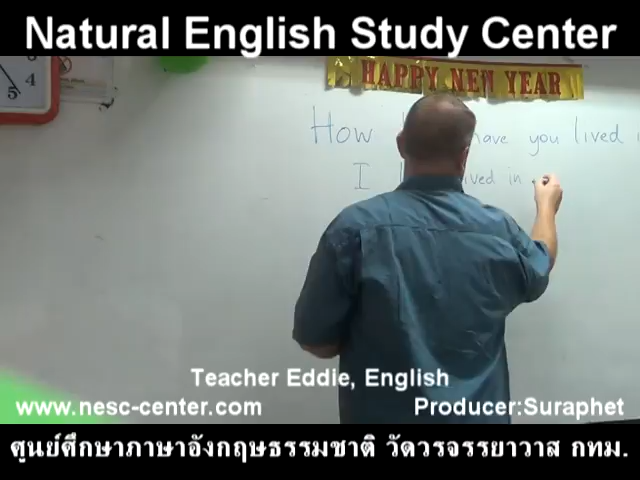 Natural English Study Center
5 4
HAPPY NEW YEAR
How have you lived
I lived in
Teacher Eddie, English
www.nesc-center.com Producer:Suraphet
ศูนย์ศึกษาภาษาอังกฤษธรรมชาติ วัดวรจรรยาวาส กทม.